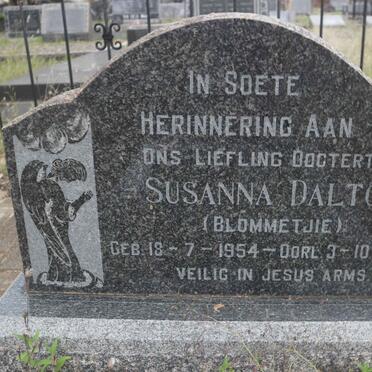 IN SOETE
HERINNERING AAN
ONS LIEFLING DOGTERT
SUSANNA DALTO
(BLOMMETJIE)
GEB. 18-7-1954-OORL. 3-10
VEILIG IN JESUS ARMS